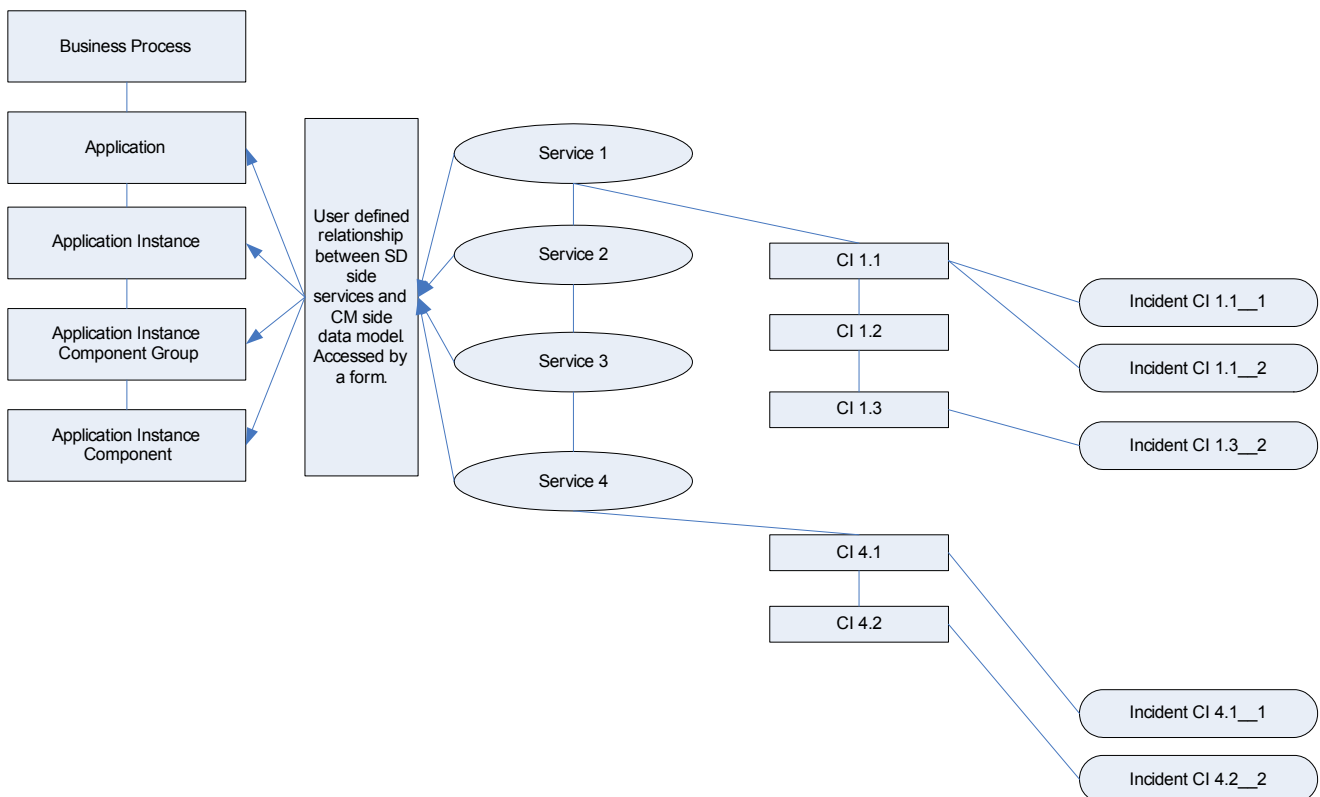 Business Process
Application
Application Instance
Application Instance
Component Group
Application Instance
Component
User defined
relationship
between SD
side
services and
CM side
data model.
Accessed by
a form.
Service 1
Service 2
Service 3
Service 4
CI 1.1
CI 1.2
CI 1.3
Incident CI 1.1__1
Incident CI 1.1__2
Incident CI 1.3__2
CI 4.1
CI 4.2
Incident CI 4.1__1
Incident CI 4.2__2